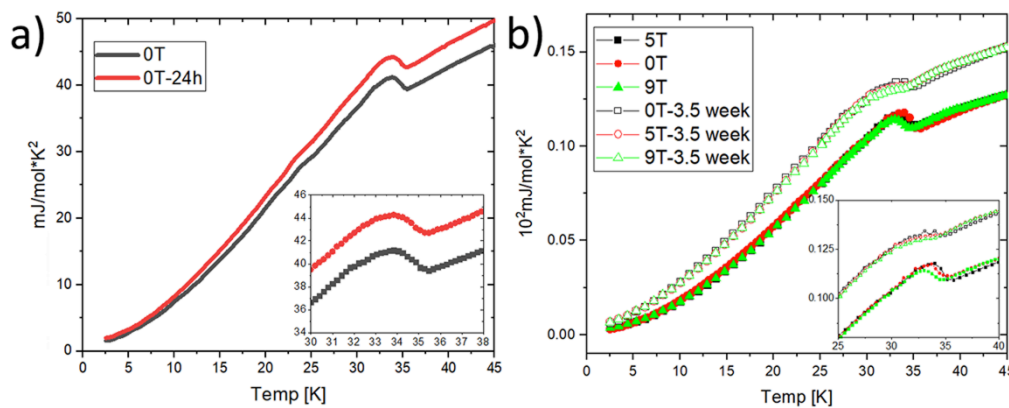 a)
0T
0T-24h
mJ/mol*K²
50
40
30
20
10
0
0 5 10 15 20 25 30 35 40 45
Temp [K]
46
44
42
40
38
36
34
30 31 32 33 34 35 36 37 38
b)
5T
0T
9T
0T-3.5 week
5T-3.5 week
9T-3.5 week
10²mJ/mol*K²
0.15
0.10
0.05
0.00
0 5 10 15 20 25 30 35 40 45
Temp [K]
0.150
0.125
0.100
25 30 35 40